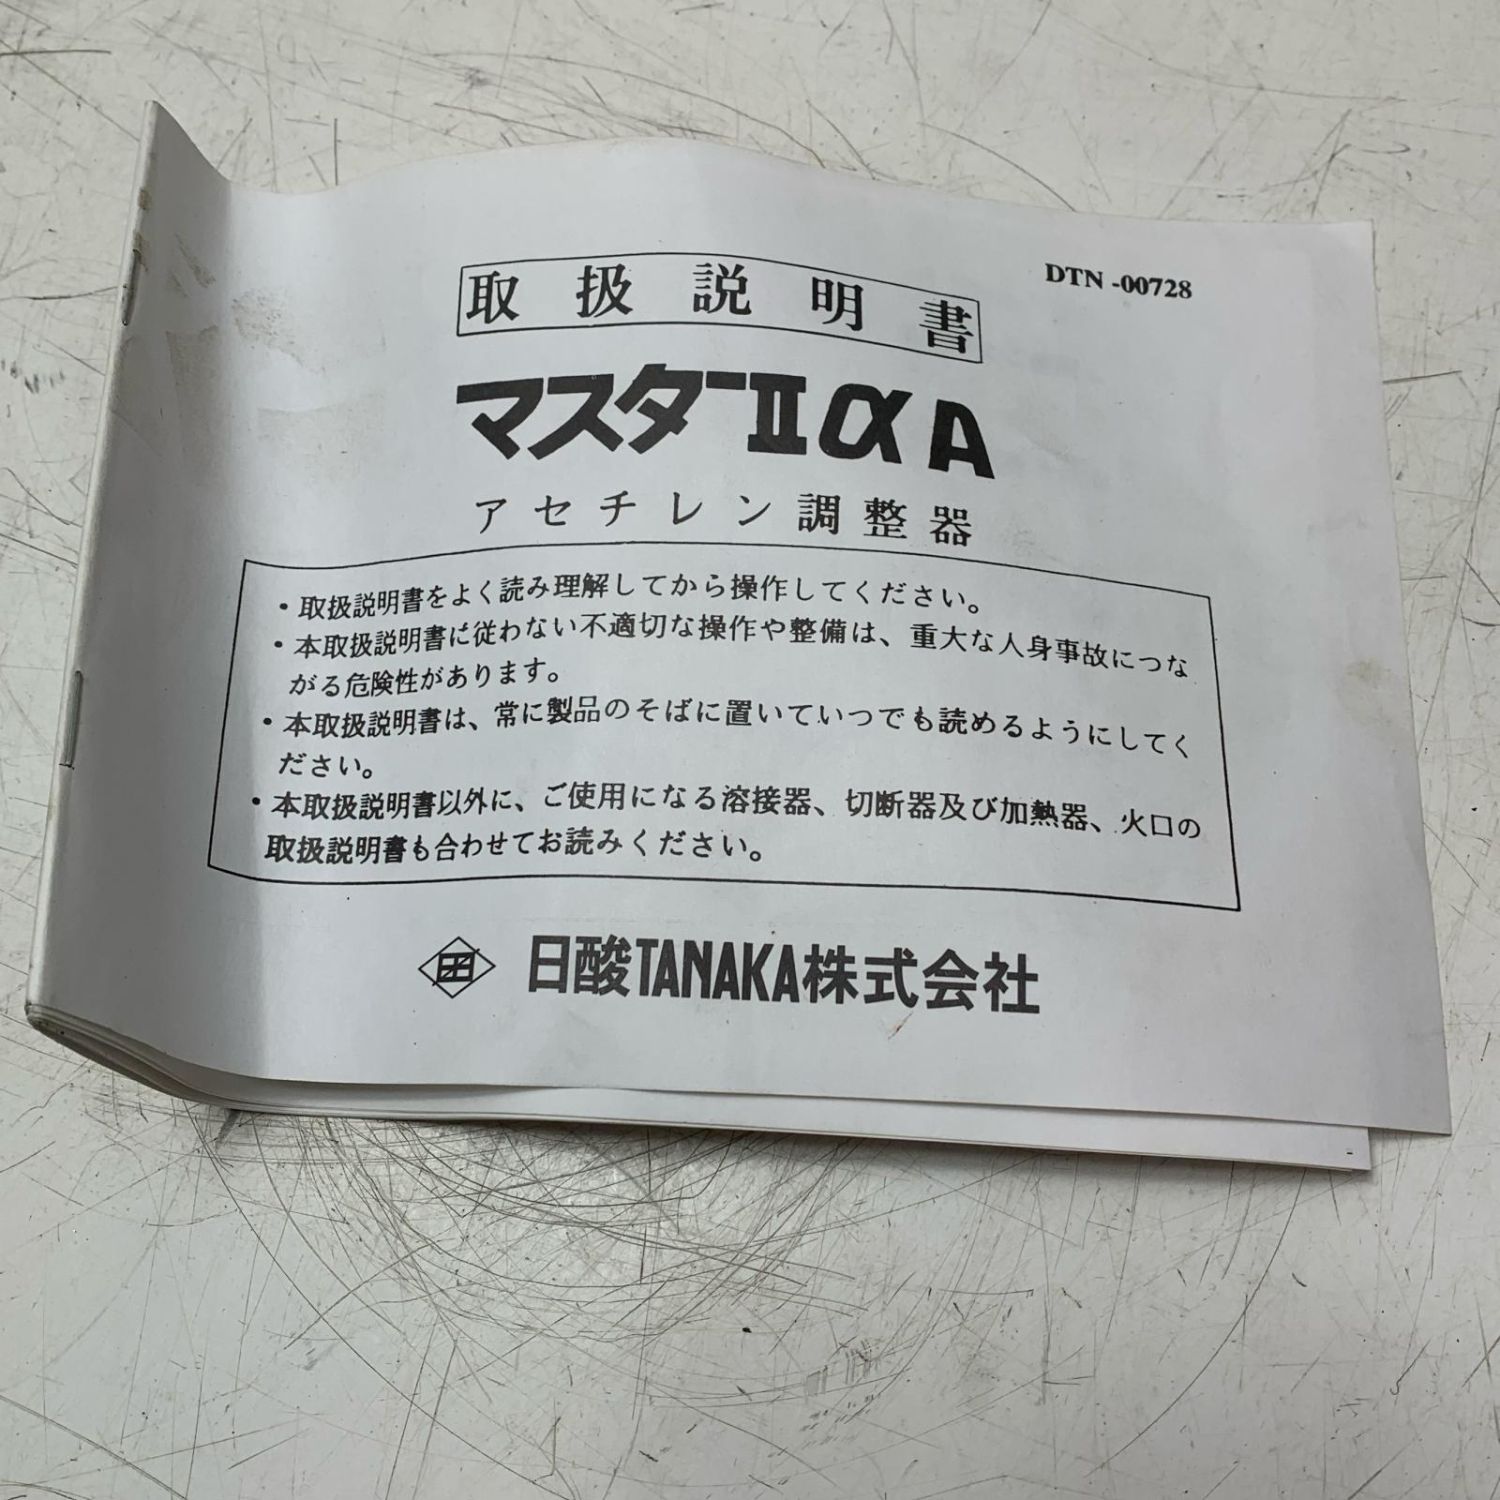 DTN -00728
取扱説明書
マスターⅡαA
アセチレン調整器
・取扱説明書をよく読み理解してから操作してください。
・本取扱説明書に従わない不適切な操作や整備は、重大な人身事故につな
がる危険性があります。
・本取扱説明書は、常に製品のそばに置いていつでも読めるようにしてく
ださい。
・本取扱説明書以外に、ご使用になる溶接器、切断器及び加熱器、火口の
取扱説明書も合わせてお読みください。
日酸TANAKA株式会社